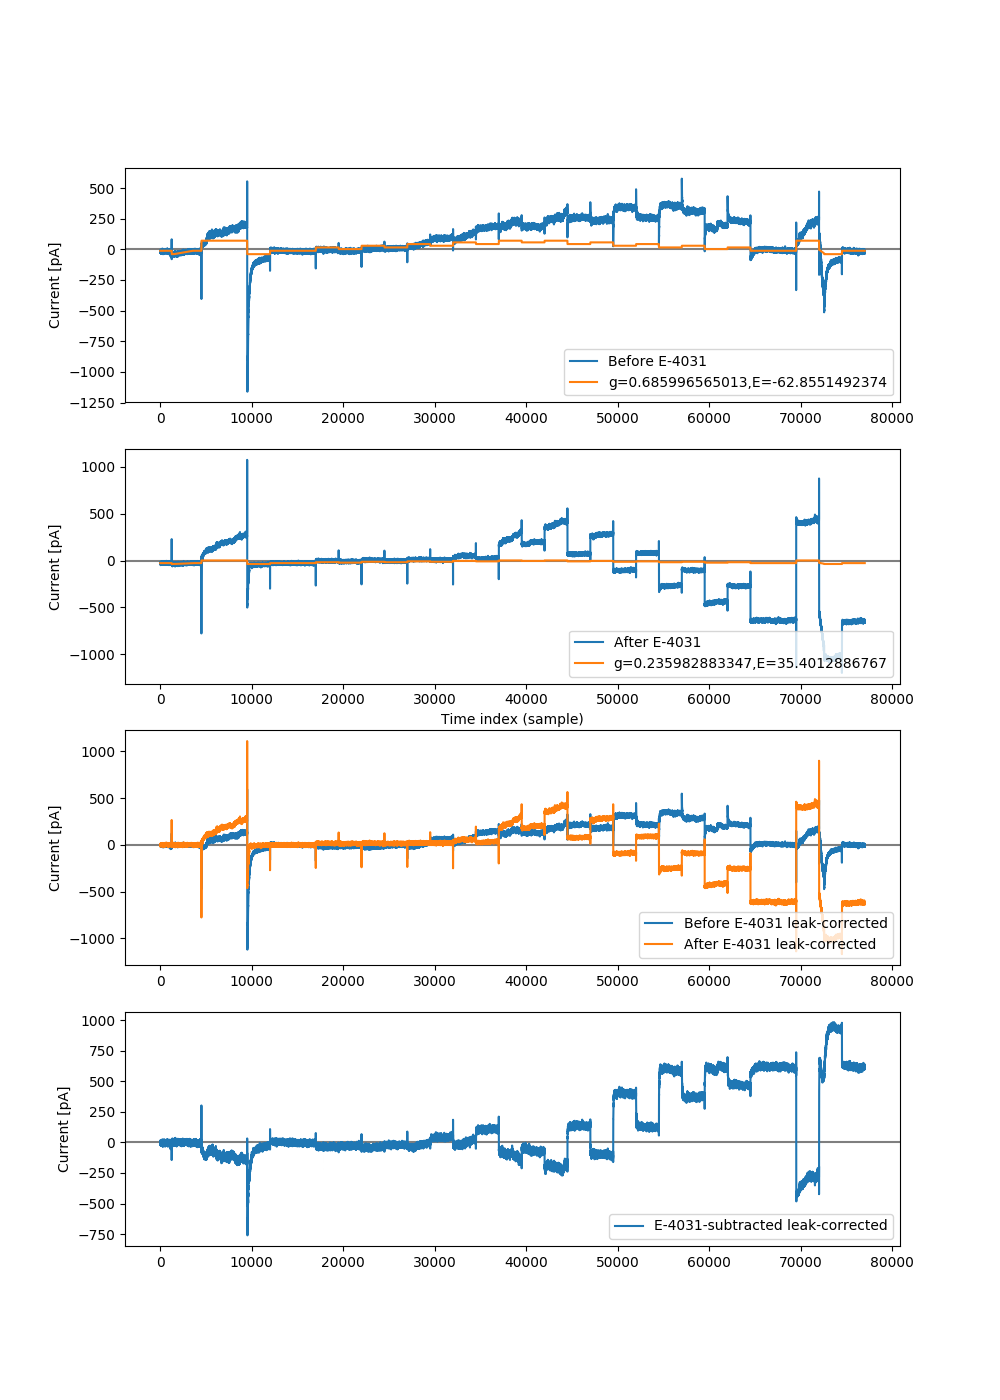 500
250
0
−250
−500
−750
−1000
−1250
Current [pA]
Before E-4031
g=0.685996565013,E=-62.8551492374
0 10000 20000 30000 40000 50000 60000 70000 80000
1000
500
0
−500
−1000
Current [pA]
After E-4031
g=0.235982883347,E=35.4012886767
0 10000 20000 30000 40000 50000 60000 70000 80000
Time index (sample)
1000
500
0
−500
−1000
Current [pA]
Before E-4031 leak-corrected
After E-4031 leak-corrected
0 10000 20000 30000 40000 50000 60000 70000 80000
1000
750
500
250
0
−250
−500
−750
Current [pA]
E-4031-subtracted leak-corrected
0 10000 20000 30000 40000 50000 60000 70000 80000